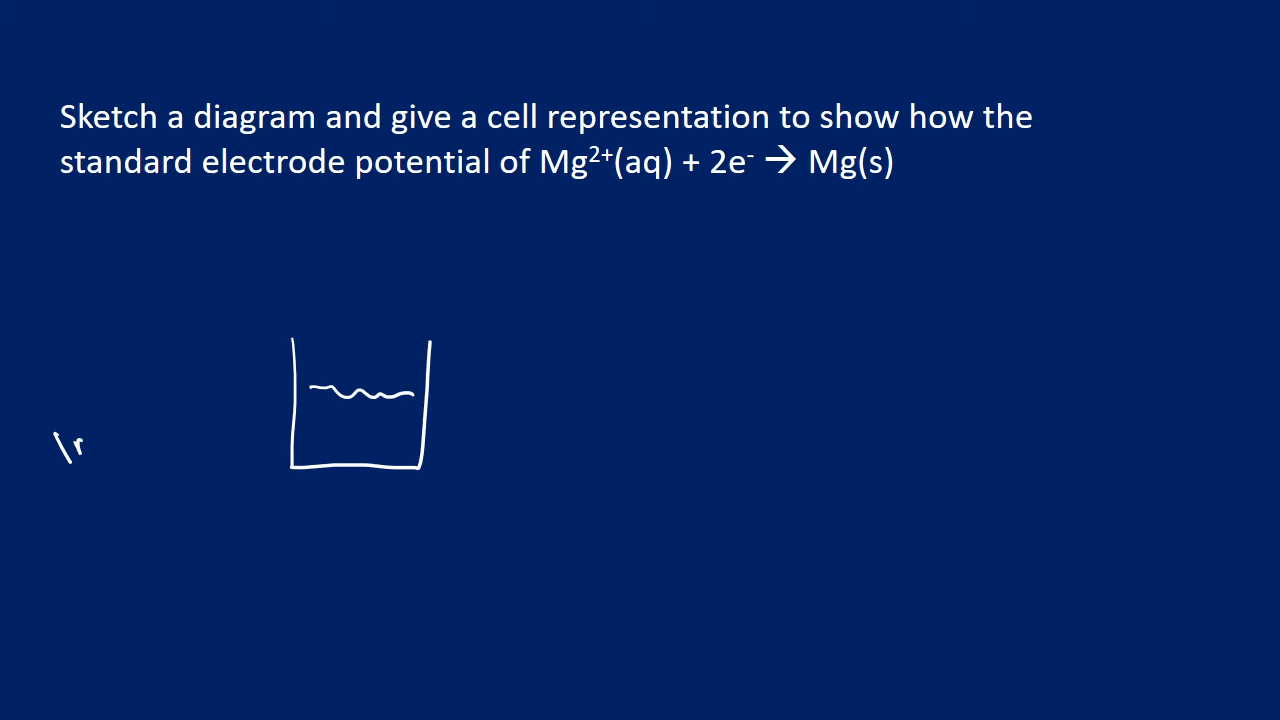 Sketch a diagram and give a cell representation to show how the
standard electrode potential of Mg²⁺(aq) + 2e⁻ → Mg(s)